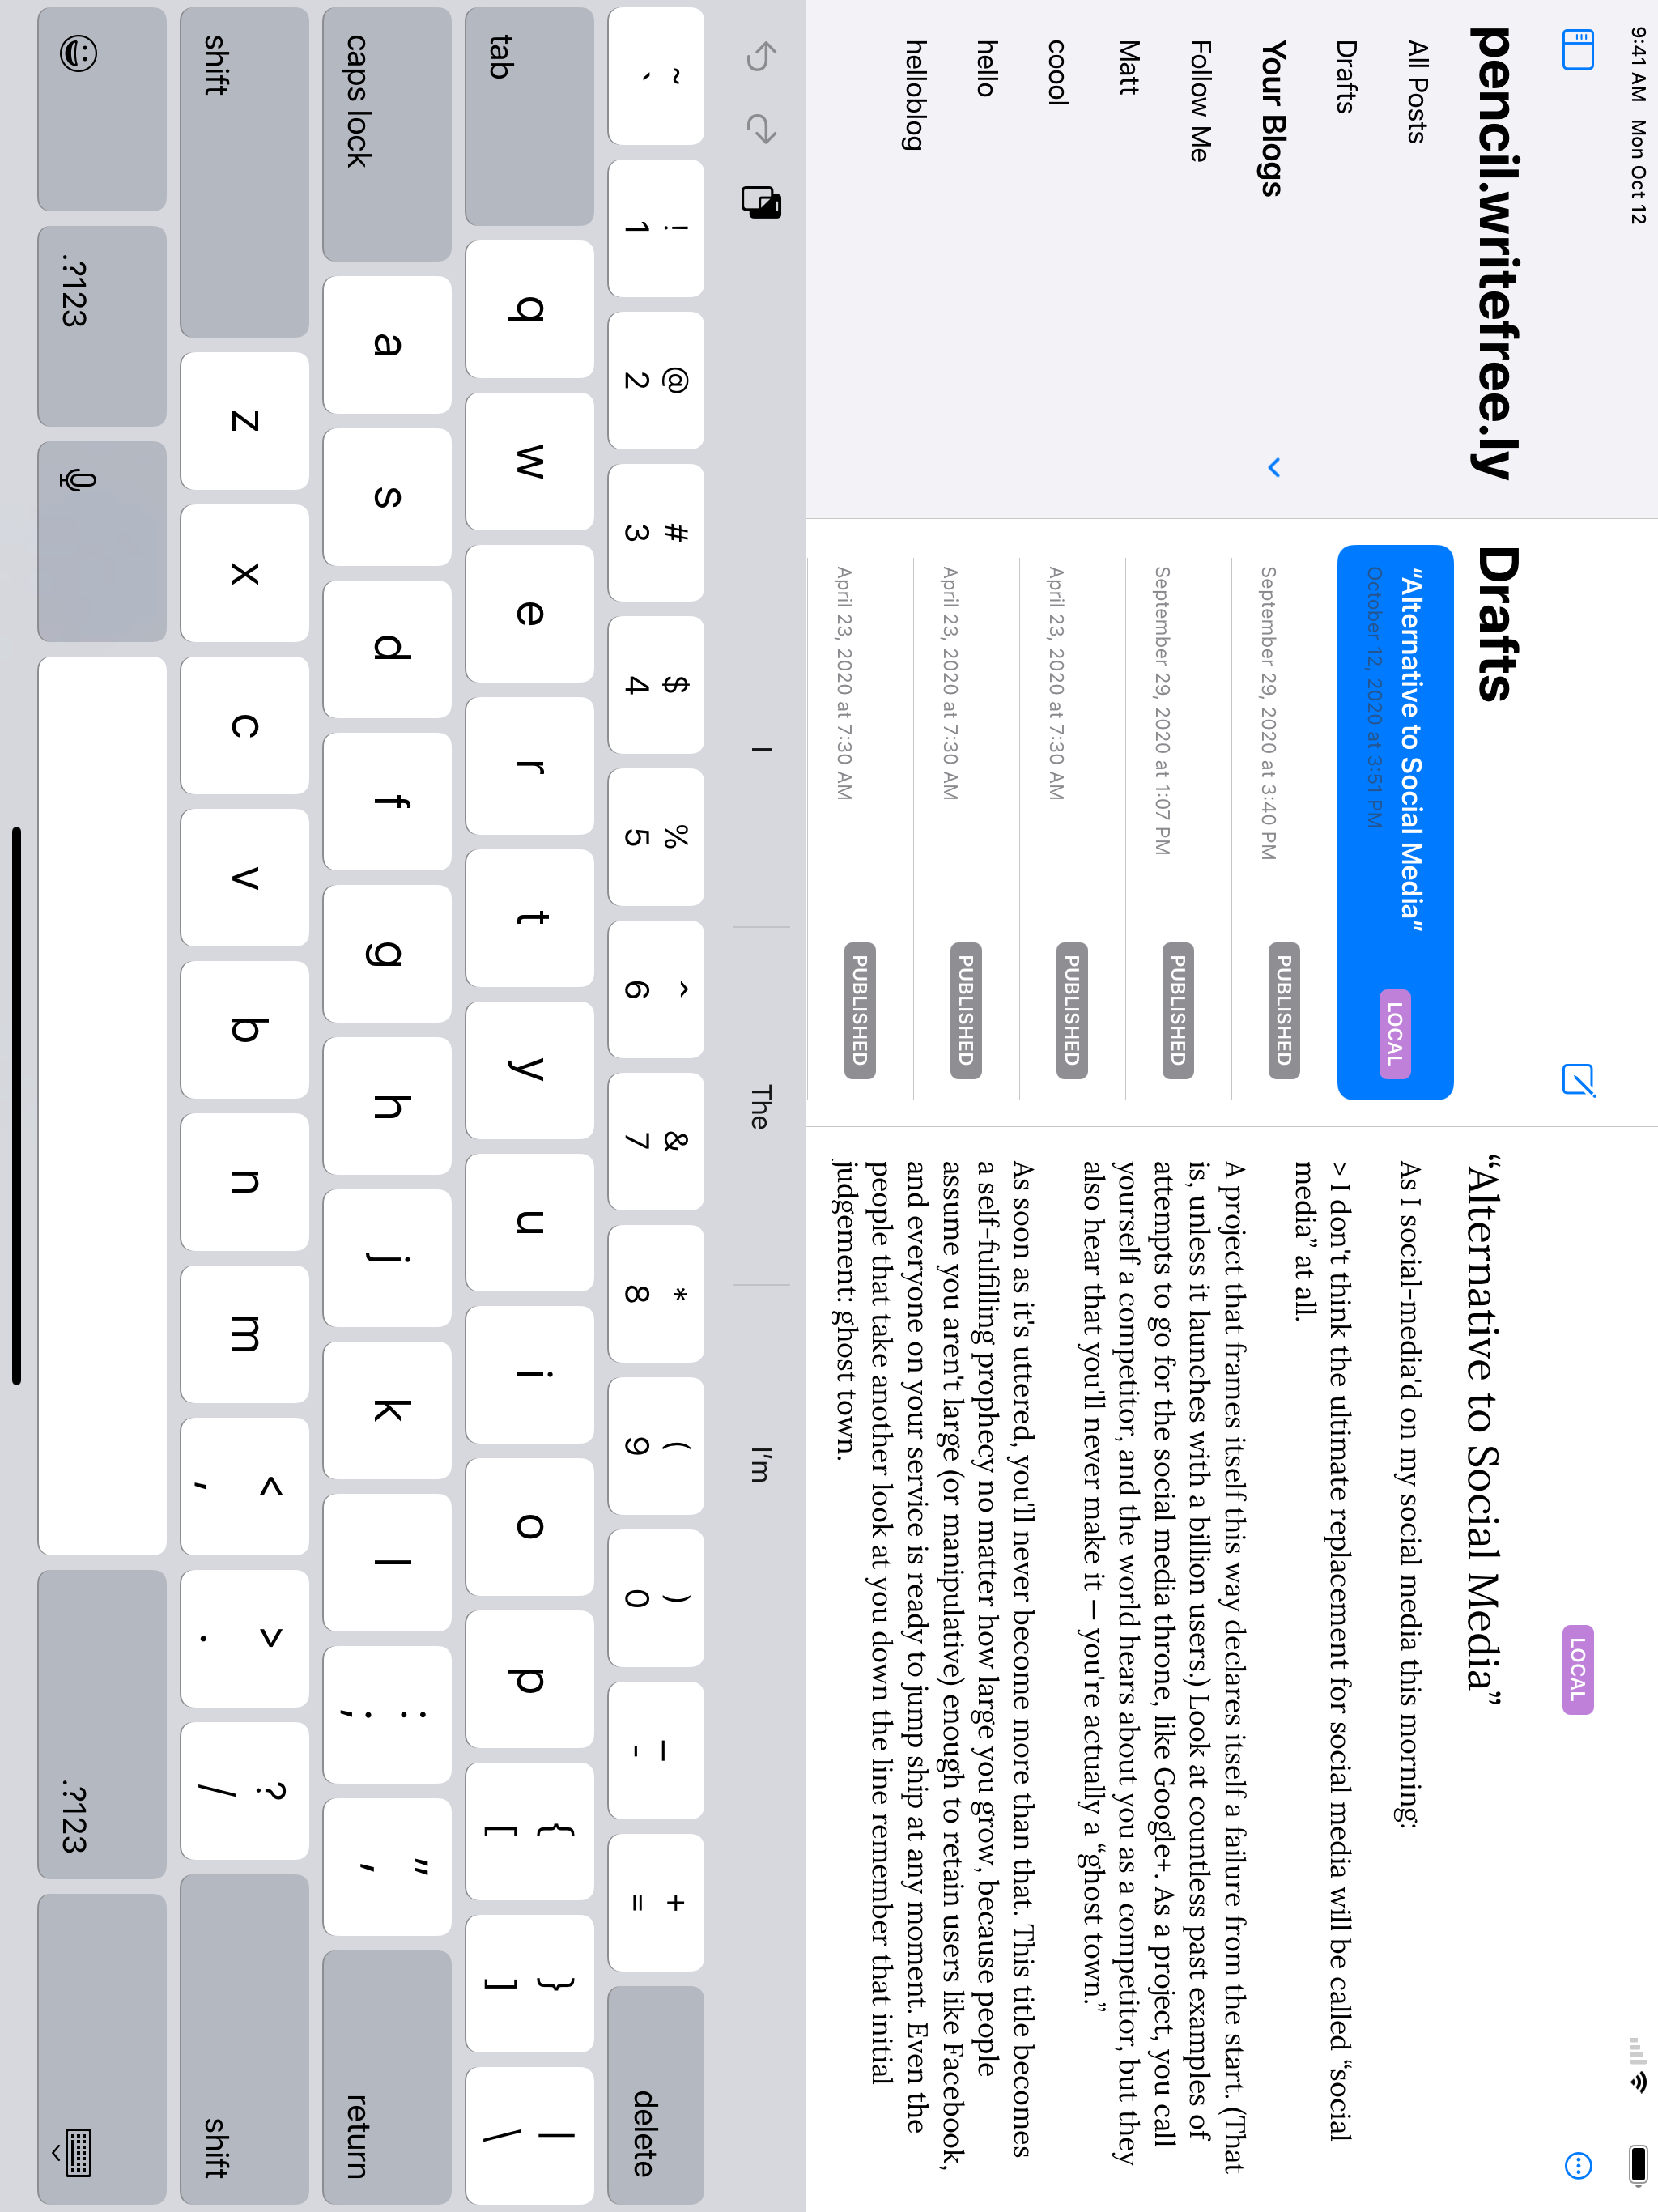 9:41 AM Mon Oct 12
pencil.writefree.ly
All Posts
Drafts
Your Blogs
Follow Me
Matt
coool
hello
helloblog
Drafts
“Alternative to Social Media”
October 12, 2020 at 3:51 PM
LOCAL
September 29, 2020 at 3:40 PM
PUBLISHED
September 29, 2020 at 1:07 PM
PUBLISHED
April 23, 2020 at 7:30 AM
PUBLISHED
April 23, 2020 at 7:30 AM
PUBLISHED
April 23, 2020 at 7:30 AM
PUBLISHED
LOCAL
“Alternative to Social Media”
As I social-media'd on my social media this morning:
> I don't think the ultimate replacement for social media will be called “social
media” at all.
A project that frames itself this way declares itself a failure from the start. (That
is, unless it launches with a billion users.) Look at countless past examples of
attempts to go for the social media throne, like Google+. As a project, you call
yourself a competitor, and the world hears about you as a competitor, but they
also hear that you'll never make it — you're actually a “ghost town.”
As soon as it's uttered, you'll never become more than that. This title becomes
a self-fulfilling prophecy no matter how large you grow, because people
assume you aren't large (or manipulative) enough to retain users like Facebook,
and everyone on your service is ready to jump ship at any moment. Even the
people that take another look at you down the line remember that initial
judgement: ghost town.
I The I'm
~ ! @ # $ % ^ & * ( ) _ +
` 1 2 3 4 5 6 7 8 9 0 - = delete
tab q w e r t y u i o p { [ } ] | \
caps lock a s d f g h j k l : ; " ' return
shift z x c v b n m < , > . ? / shift
.?123 .?123